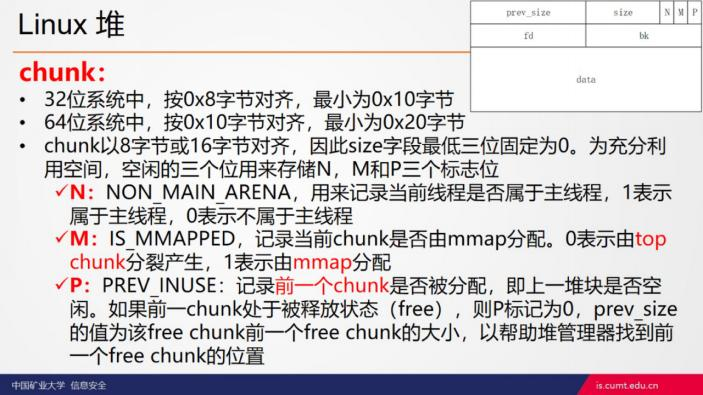 Linux 堆
prev_size size N M P
fd bk
data
chunk：
• 32位系统中，按0x8字节对齐，最小为0x10字节
• 64位系统中，按0x10字节对齐，最小为0x20字节
• chunk以8字节或16字节对齐，因此size字段最低三位固定为0。为充分利
用空间，空闲的三个位用来存储N，M和P三个标志位
✓N：NON_MAIN_ARENA，用来记录当前线程是否属于主线程，1表示
属于主线程，0表示不属于主线程
✓M：IS_MMAPPED，记录当前chunk是否由mmap分配。0表示由top
chunk分裂产生，1表示由mmap分配
✓P：PREV_INUSE：记录前一个chunk是否被分配，即上一堆块是否空
闲。如果前一chunk处于被释放状态（free），则P标记为0，prev_size
的值为该free chunk前一个free chunk的大小，以帮助堆管理器找到前
一个free chunk的位置
中国矿业大学 信息安全
is.cumt.edu.cn